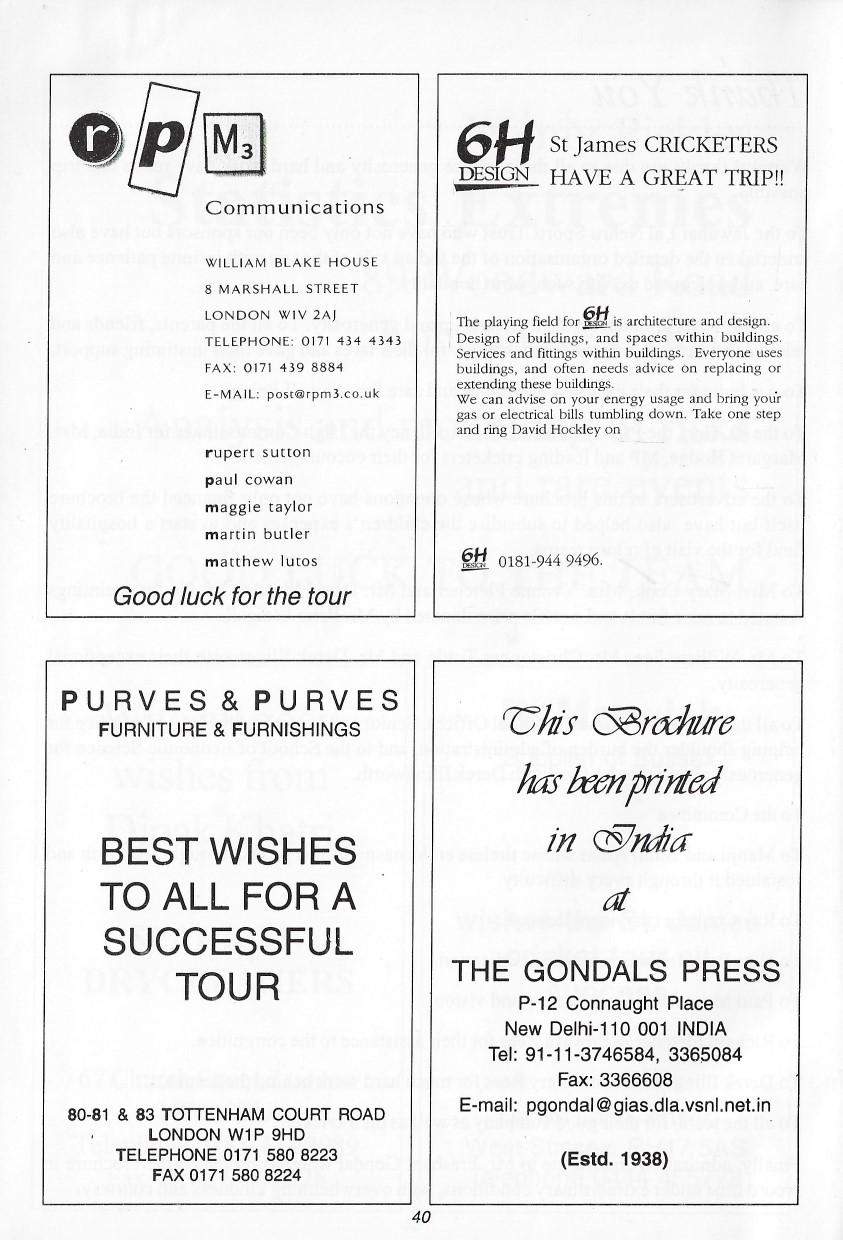 r p M3
Communications
WILLIAM BLAKE HOUSE
8 MARSHALL STREET
LONDON WIV 2AJ
TELEPHONE: 0171 434 4343
FAX: 0171 439 8884
E-MAIL: post@rpm3.co.uk
rupert sutton
paul cowan
maggie taylor
martin butler
matthew lutos
Good luck for the tour
6H
DESIGN
St James CRICKETERS
HAVE A GREAT TRIP!!
The playing field for 6H DESIGN is architecture and design.
Design of buildings, and spaces within buildings.
Services and fittings within buildings. Everyone uses
buildings, and often needs advice on replacing or
extending these buildings.
We can advise on your energy usage and bring your
gas or electrical bills tumbling down. Take one step
and ring David Hockley on
6H DESIGN 0181-944 9496.
PURVES & PURVES
FURNITURE & FURNISHINGS
BEST WISHES
TO ALL FOR A
SUCCESSFUL
TOUR
80-81 & 83 TOTTENHAM COURT ROAD
LONDON W1P 9HD
TELEPHONE 0171 580 8223
FAX 0171 580 8224
This Brochure
has been printed
in India
at
THE GONDALS PRESS
P-12 Connaught Place
New Delhi-110 001 INDIA
Tel: 91-11-3746584, 3365084
Fax: 3366608
E-mail: pgondal@gias.dla.vsnl.net.in
(Estd. 1938)
40